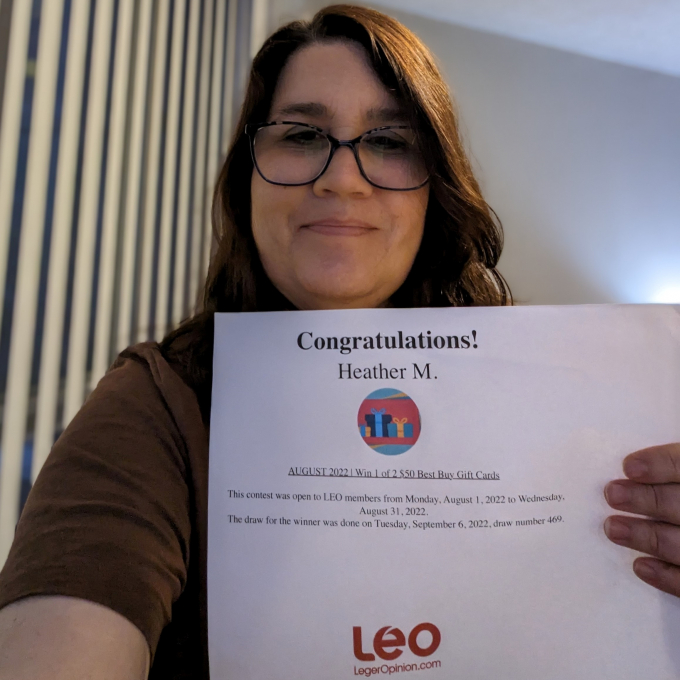 Congratulations!
Heather M.
AUGUST 2022 | Win 1 of 2 $50 Best Buy Gift Cards
This contest was open to LEO members from Monday, August 1, 2022 to Wednesday,
August 31, 2022.
The draw for the winner was done on Tuesday, September 6, 2022, draw number 469.
Léo
LegerOpinion.com